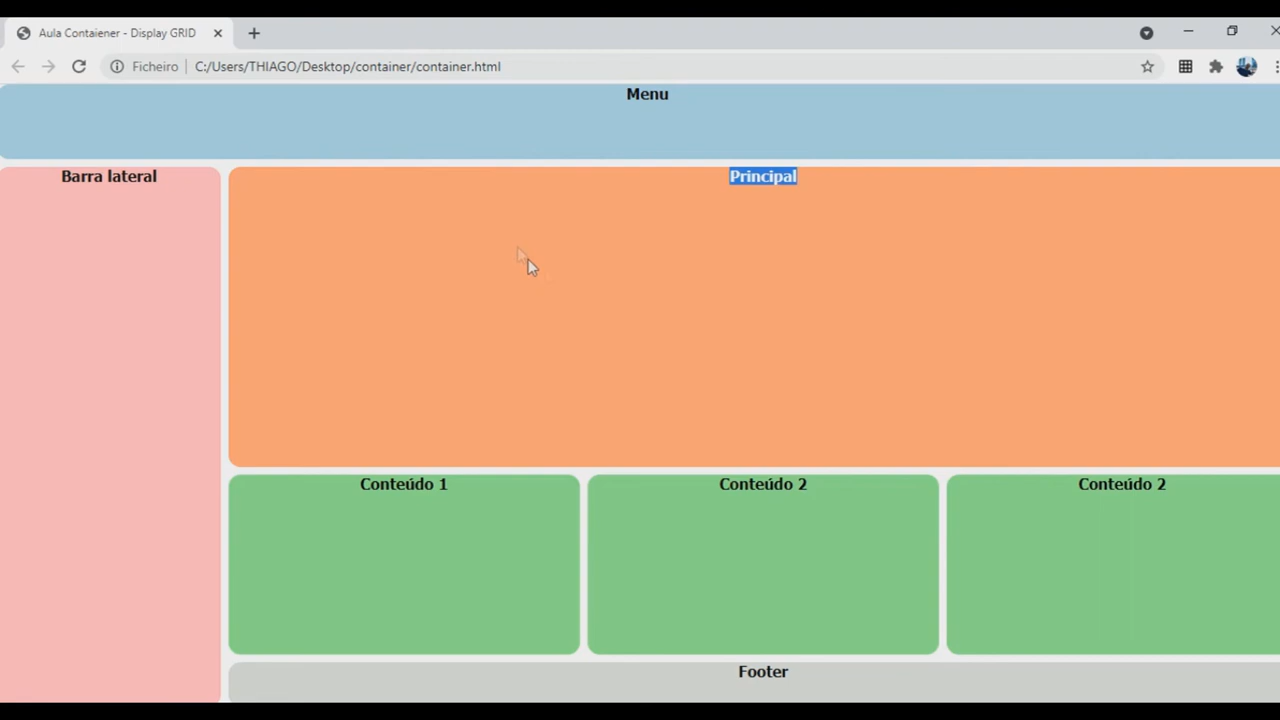 Aula Contaiener - Display GRID
Ficheiro
C:/Users/THIAGO/Desktop/container/container.html
Menu
Barra lateral
Principal
Conteúdo 1
Conteúdo 2
Conteúdo 2
Footer